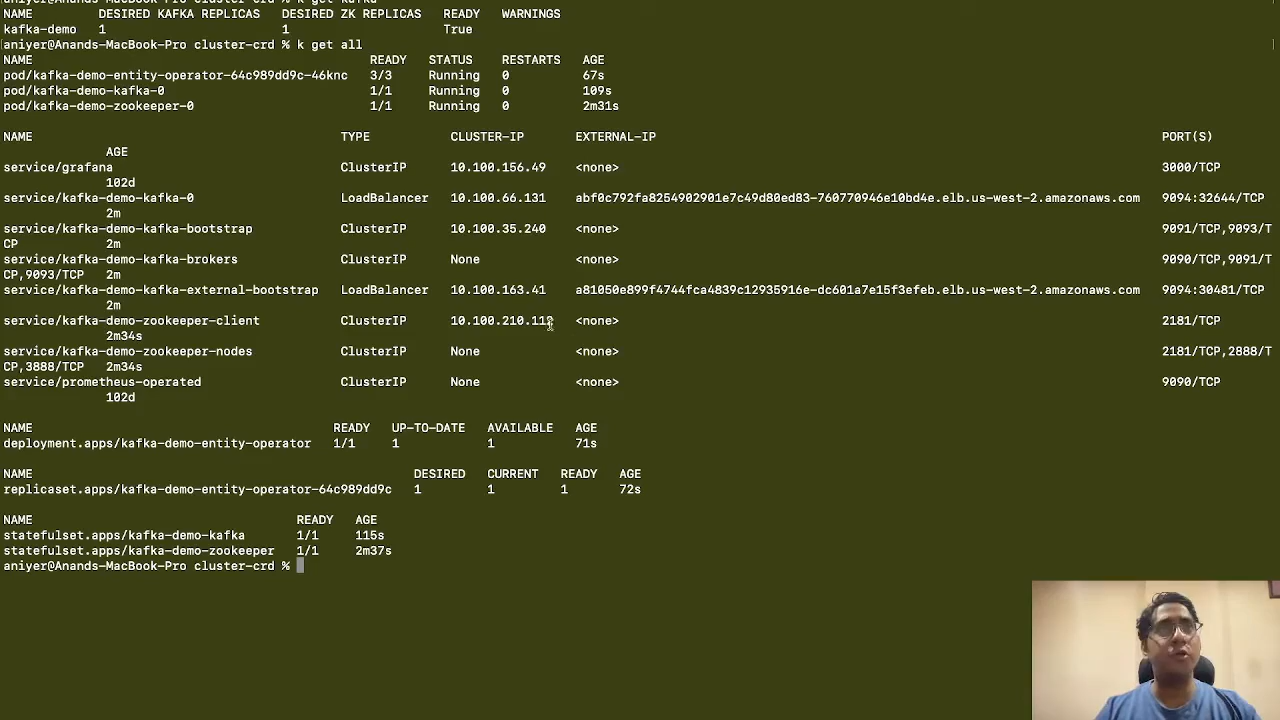 NAME DESIRED KAFKA REPLICAS DESIRED ZK REPLICAS READY WARNINGS
kafka-demo 1 1 True
aniyer@Anands-MacBook-Pro cluster-crd % k get all
NAME READY STATUS RESTARTS AGE
pod/kafka-demo-entity-operator-64c989dd9c-46knc 3/3 Running 0 67s
pod/kafka-demo-kafka-0 1/1 Running 0 109s
pod/kafka-demo-zookeeper-0 1/1 Running 0 2m31s
NAME TYPE CLUSTER-IP EXTERNAL-IP PORT(S)
AGE
service/grafana ClusterIP 10.100.156.49 <none> 3000/TCP
102d
service/kafka-demo-kafka-0 LoadBalancer 10.100.66.131 abf0c792fa8254902901e7c49d80ed83-760770946e10bd4e.elb.us-west-2.amazonaws.com 9094:32644/TCP
2m
service/kafka-demo-kafka-bootstrap ClusterIP 10.100.35.240 <none> 9091/TCP,9093/T
CP 2m
service/kafka-demo-kafka-brokers ClusterIP None <none> 9090/TCP,9091/T
CP,9093/TCP 2m
service/kafka-demo-kafka-external-bootstrap LoadBalancer 10.100.163.41 a81050e899f4744fca4839c12935916e-dc601a7e15f3efeb.elb.us-west-2.amazonaws.com 9094:30481/TCP
2m
service/kafka-demo-zookeeper-client ClusterIP <none> 2181/TCP
2m34s
service/kafka-demo-zookeeper-nodes ClusterIP None <none> 2181/TCP,2888/T
CP,3888/TCP 2m34s
service/prometheus-operated ClusterIP None <none> 9090/TCP
102d
NAME READY UP-TO-DATE AVAILABLE AGE
deployment.apps/kafka-demo-entity-operator 1/1 1 1 71s
NAME DESIRED CURRENT READY AGE
replicaset.apps/kafka-demo-entity-operator-64c989dd9c 1 1 1 72s
NAME READY AGE
statefulset.apps/kafka-demo-kafka 1/1 115s
statefulset.apps/kafka-demo-zookeeper 1/1 2m37s
aniyer@Anands-MacBook-Pro cluster-crd %